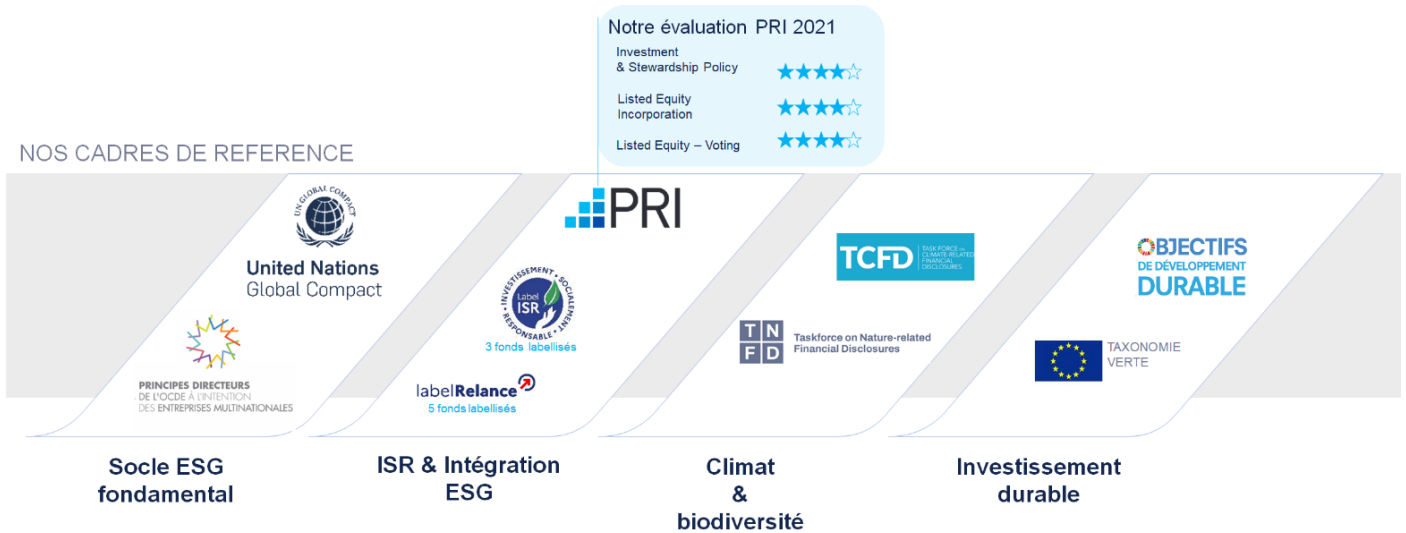 Notre évaluation PRI 2021
Investment
& Stewardship Policy
Listed Equity
Incorporation
Listed Equity – Voting
NOS CADRES DE REFERENCE
UN GLOBAL COMPACT
United Nations
Global Compact
PRINCIPES DIRECTEURS
DE L'OCDE À L'INTENTION
DES ENTREPRISES MULTINATIONALES
Socle ESG
fondamental
PRI
INVESTISSEMENT • SOCIALEMENT • RESPONSABLE •
Label
ISR
3 fonds labellisés
labelRelance
5 fonds labellisés
ISR & Intégration
ESG
TCFD
TASK FORCE ON
CLIMATE-RELATED
FINANCIAL
DISCLOSURES
TN
FD
Taskforce on Nature-related
Financial Disclosures
Climat
&
biodiversité
OBJECTIFS
DE DÉVELOPPEMENT
DURABLE
TAXONOMIE
VERTE
Investissement
durable